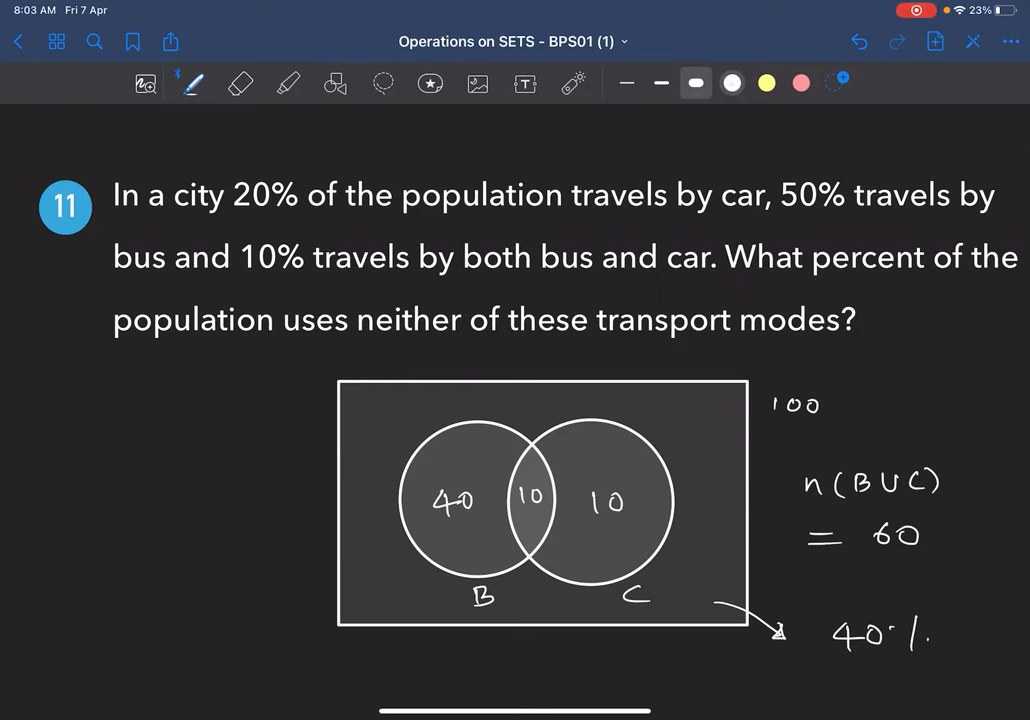 8:03 AM Fri 7 Apr
23%
Operations on SETS - BPS01 (1)
T
11
In a city 20% of the population travels by car, 50% travels by
bus and 10% travels by both bus and car. What percent of the
population uses neither of these transport modes?
100
n(B∪C)
= 60
40 10 10
B C
40%